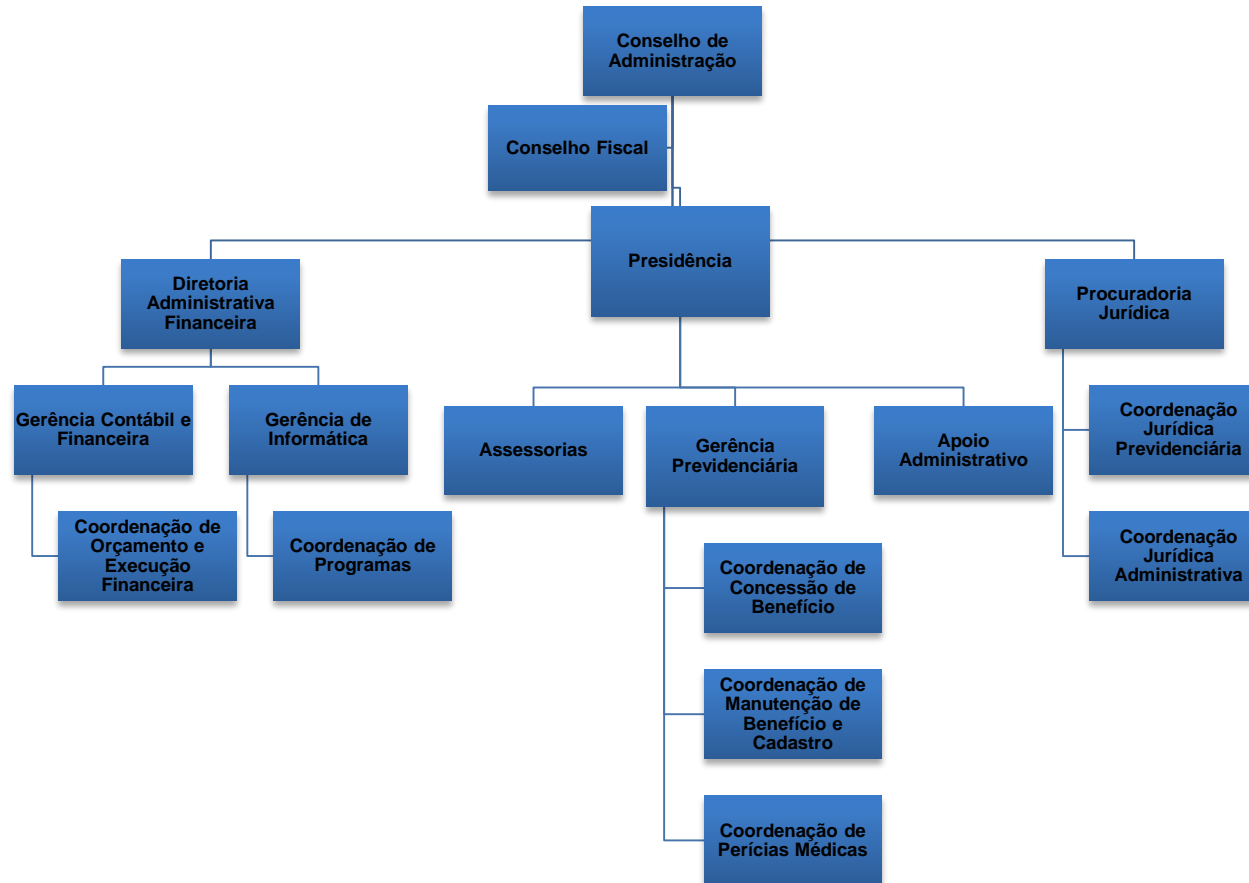 Conselho de
Administração
Conselho Fiscal
Presidência
Diretoria
Administrativa
Financeira
Procuradoria
Jurídica
Gerência Contábil e
Financeira
Gerência de
Informática
Assessorias
Gerência
Previdenciária
Apoio
Administrativo
Coordenação
Jurídica
Previdenciária
Coordenação de
Orçamento e
Execução
Financeira
Coordenação de
Programas
Coordenação
Jurídica
Administrativa
Coordenação de
Concessão de
Benefício
Coordenação de
Manutenção de
Benefício e
Cadastro
Coordenação de
Perícias Médicas